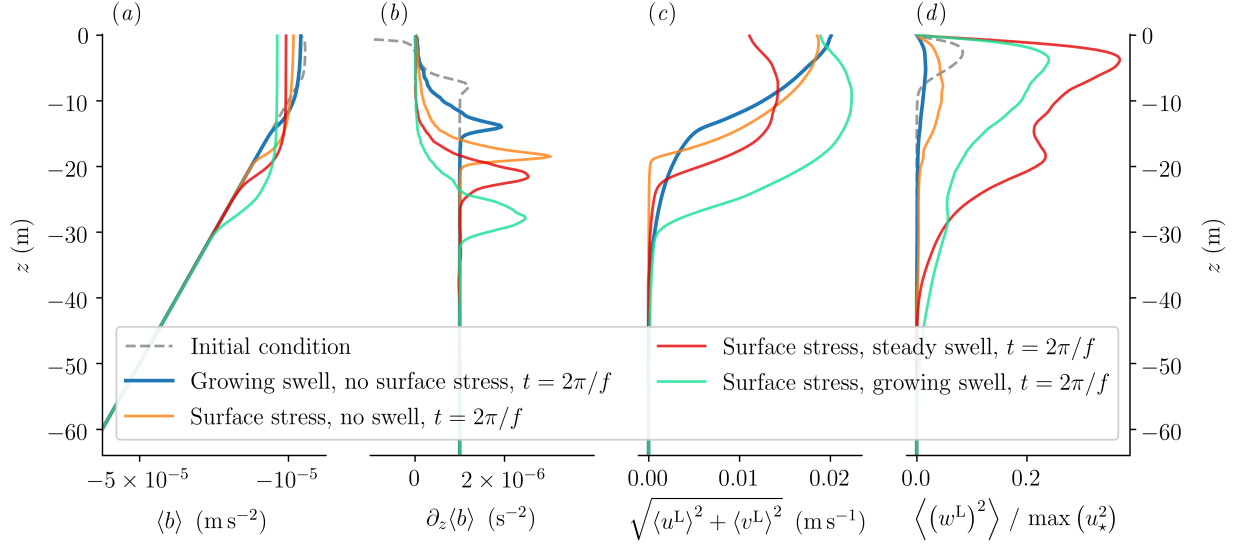 (a) (b) (c) (d)
0 0
−10 −10
−20 −20
−30 −30
−40 −40
−50 −50
−60 −60
z (m) z (m)
Initial condition
Growing swell, no surface stress, t = 2π/f
Surface stress, no swell, t = 2π/f
Surface stress, steady swell, t = 2π/f
Surface stress, growing swell, t = 2π/f
−5 × 10⁻⁵ −10⁻⁵ 0 2 × 10⁻⁶ 0.00 0.01 0.02 0.0 0.2
⟨b⟩ (m s⁻²) ∂_z⟨b⟩ (s⁻²) √(⟨u^L⟩² + ⟨v^L⟩²) (m s⁻¹) ⟨(w^L)²⟩ / max (u_⋆²)